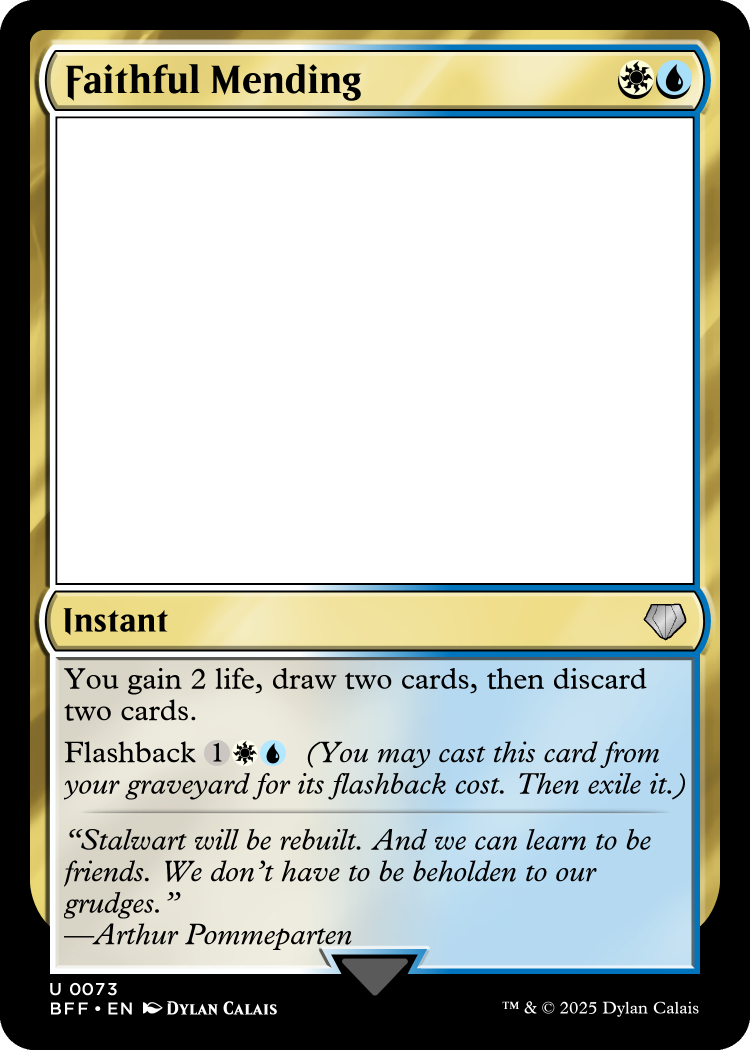 Faithful Mending
Instant
You gain 2 life, draw two cards, then discard
two cards.
Flashback 1 (You may cast this card from
your graveyard for its flashback cost. Then exile it.)
“Stalwart will be rebuilt. And we can learn to be
friends. We don’t have to be beholden to our
grudges.”
—Arthur Pommeparten
U 0073
BFF • EN Dylan Calais
™ & © 2025 Dylan Calais